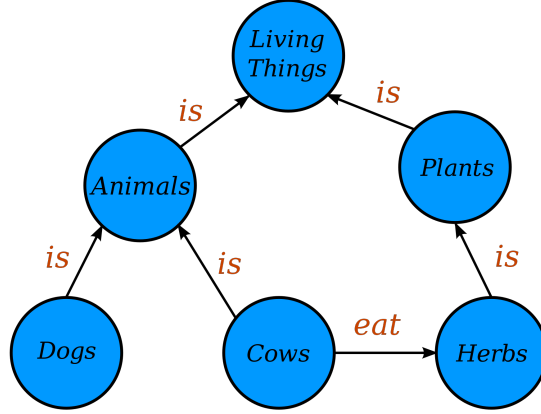 Living
Things
is
is
Animals
Plants
is
is
is
eat
Dogs
Cows
Herbs